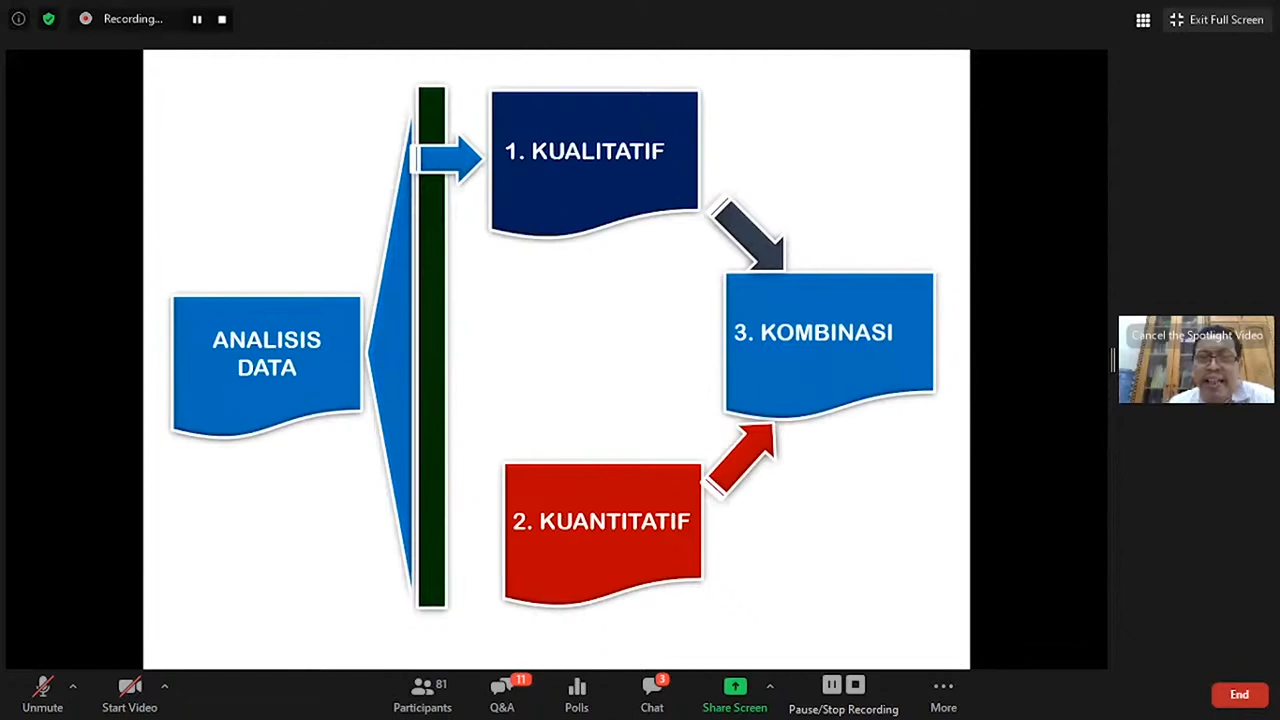 Recording...
Exit Full Screen
1. KUALITATIF
ANALISIS
DATA
3. KOMBINASI
2. KUANTITATIF
Cancel the Spotlight Video
Unmute
Start Video
81
Participants
11
Q&A
Polls
3
Chat
Share Screen
Pause/Stop Recording
More
End